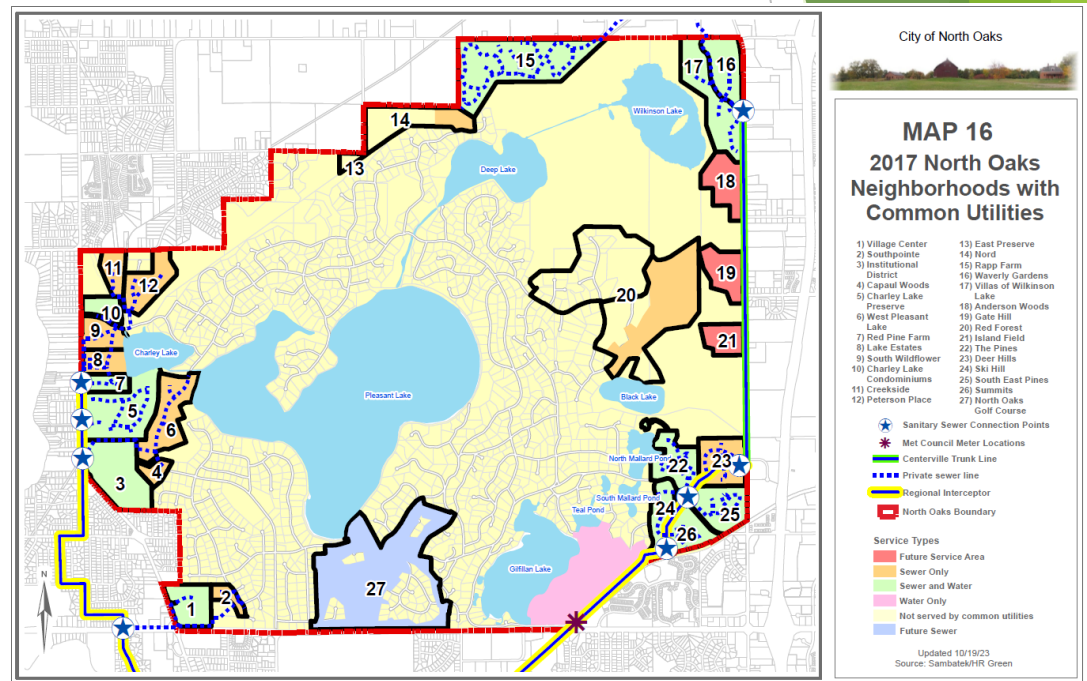 City of North Oaks
MAP 16
2017 North Oaks
Neighborhoods with
Common Utilities
1) Village Center
2) Southpointe
3) Institutional
District
4) Capaul Woods
5) Charley Lake
Preserve
6) West Pleasant
Lake
7) Red Pine Farm
8) Lake Estates
9) South Wildflower
10) Charley Lake
Condominiums
11) Creekside
12) Peterson Place
13) East Preserve
14) Nord
15) Rapp Farm
16) Waverly Gardens
17) Villas of Wilkinson
Lake
18) Anderson Woods
19) Gate Hill
20) Red Forest
21) Island Field
22) The Pines
23) Deer Hills
24) Ski Hill
25) South East Pines
26) Summits
27) North Oaks
Golf Course
Sanitary Sewer Connection Points
Met Council Meter Locations
Centerville Trunk Line
Private sewer line
Regional Interceptor
North Oaks Boundary
Service Types
Future Service Area
Sewer Only
Sewer and Water
Water Only
Not served by common utilities
Future Sewer
Updated 10/19/23
Source: Sambatek/HR Green
15
17
16
Wilkinson Lake
14
13
Deep Lake
18
11
12
19
20
10
9
Charley Lake
8
21
7
Pleasant Lake
Black Lake
5
6
North Mallard Pond
22
23
4
3
South Mallard Pond
24
25
Teal Pond
26
Gilfillan Lake
N
27
1
2